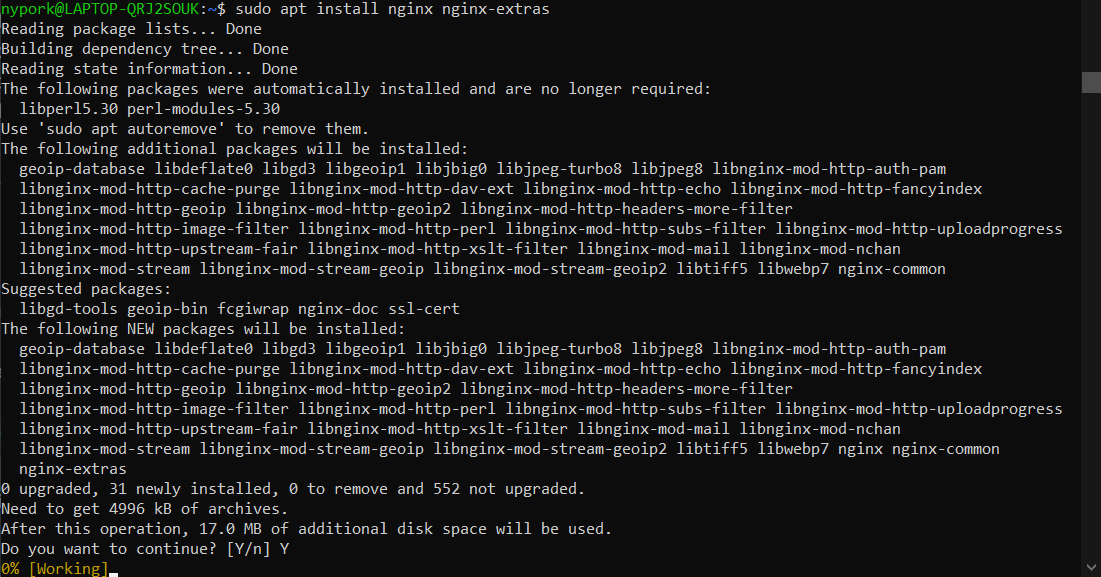 nypork@LAPTOP-QRJ2SOUK:~$ sudo apt install nginx nginx-extras
Reading package lists... Done
Building dependency tree... Done
Reading state information... Done
The following packages were automatically installed and are no longer required:
  libperl5.30 perl-modules-5.30
Use 'sudo apt autoremove' to remove them.
The following additional packages will be installed:
  geoip-database libdeflate0 libgd3 libgeoip1 libjbig0 libjpeg-turbo8 libjpeg8 libnginx-mod-http-auth-pam
  libnginx-mod-http-cache-purge libnginx-mod-http-dav-ext libnginx-mod-http-echo libnginx-mod-http-fancyindex
  libnginx-mod-http-geoip libnginx-mod-http-geoip2 libnginx-mod-http-headers-more-filter
  libnginx-mod-http-image-filter libnginx-mod-http-perl libnginx-mod-http-subs-filter libnginx-mod-http-uploadprogress
  libnginx-mod-http-upstream-fair libnginx-mod-http-xslt-filter libnginx-mod-mail libnginx-mod-nchan
  libnginx-mod-stream libnginx-mod-stream-geoip libnginx-mod-stream-geoip2 libtiff5 libwebp7 nginx-common
Suggested packages:
  libgd-tools geoip-bin fcgiwrap nginx-doc ssl-cert
The following NEW packages will be installed:
  geoip-database libdeflate0 libgd3 libgeoip1 libjbig0 libjpeg-turbo8 libjpeg8 libnginx-mod-http-auth-pam
  libnginx-mod-http-cache-purge libnginx-mod-http-dav-ext libnginx-mod-http-echo libnginx-mod-http-fancyindex
  libnginx-mod-http-geoip libnginx-mod-http-geoip2 libnginx-mod-http-headers-more-filter
  libnginx-mod-http-image-filter libnginx-mod-http-perl libnginx-mod-http-subs-filter libnginx-mod-http-uploadprogress
  libnginx-mod-http-upstream-fair libnginx-mod-http-xslt-filter libnginx-mod-mail libnginx-mod-nchan
  libnginx-mod-stream libnginx-mod-stream-geoip libnginx-mod-stream-geoip2 libtiff5 libwebp7 nginx nginx-common
  nginx-extras
0 upgraded, 31 newly installed, 0 to remove and 552 not upgraded.
Need to get 4996 kB of archives.
After this operation, 17.0 MB of additional disk space will be used.
Do you want to continue? [Y/n] Y
0% [Working]